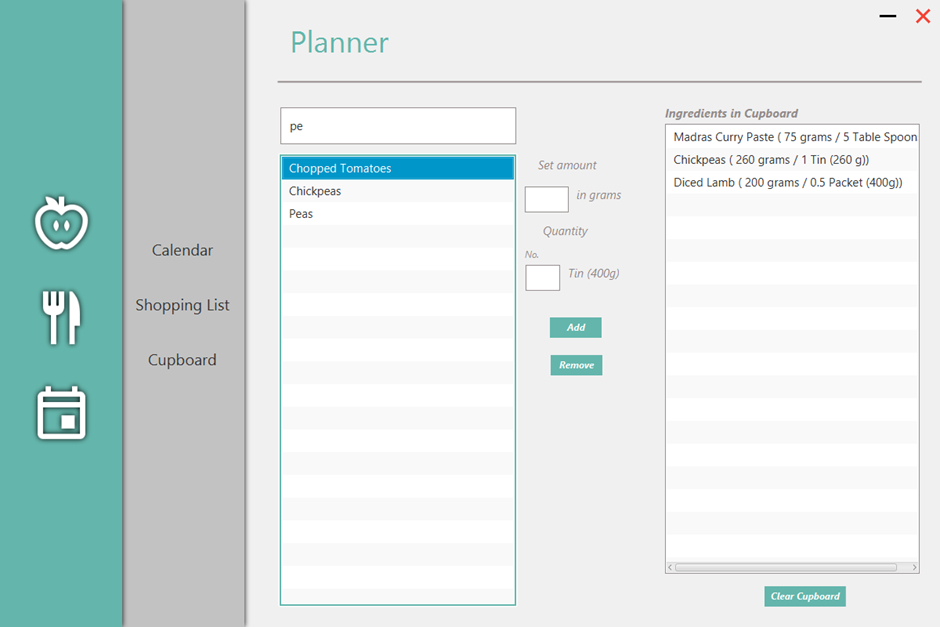 Planner
Calendar
Shopping List
Cupboard
pe
Chopped Tomatoes
Chickpeas
Peas
Set amount
in grams
Quantity
No.
Tin (400g)
Add
Remove
Ingredients in Cupboard
Madras Curry Paste ( 75 grams / 5 Table Spoon
Chickpeas ( 260 grams / 1 Tin (260 g))
Diced Lamb ( 200 grams / 0.5 Packet (400g))
Clear Cupboard